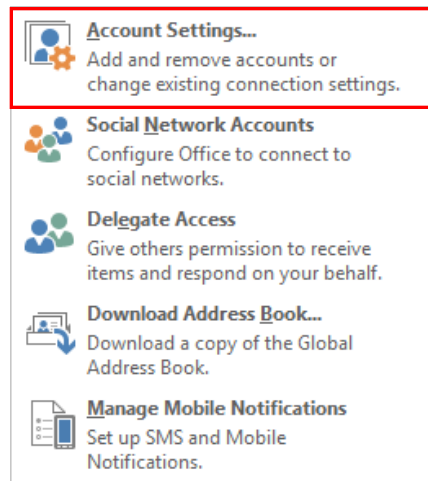 Account Settings...
Add and remove accounts or
change existing connection settings.
Social Network Accounts
Configure Office to connect to
social networks.
Delegate Access
Give others permission to receive
items and respond on your behalf.
Download Address Book...
Download a copy of the Global
Address Book.
Manage Mobile Notifications
Set up SMS and Mobile
Notifications.